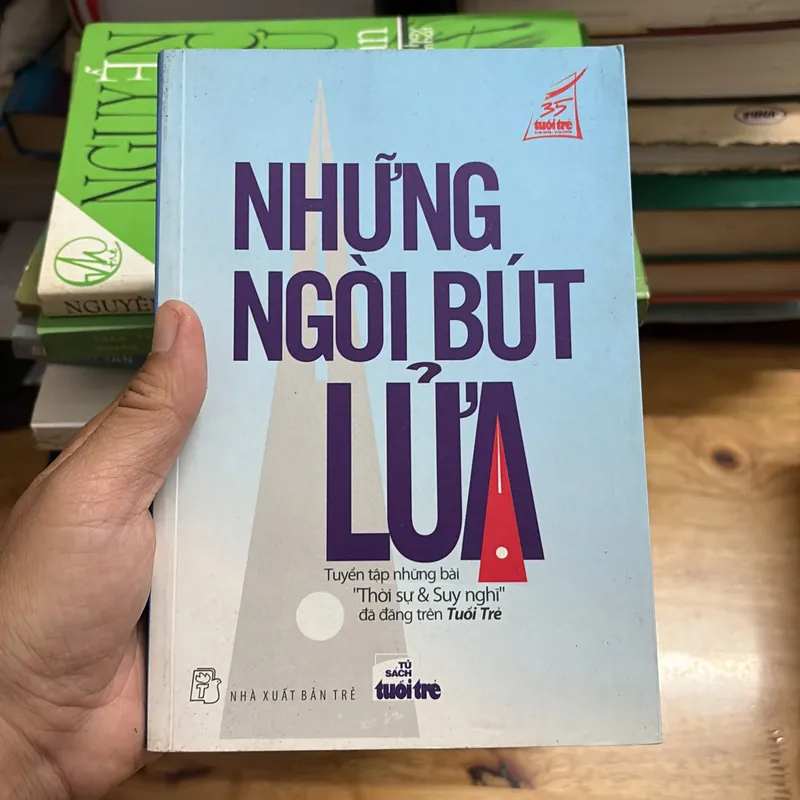 NGUYỄN
NGUYÊN
35
tuổi trẻ
NHỮNG
NGÒI BÚT
LỬA
Tuyển tập những bài
"Thời sự & Suy nghĩ"
đã đăng trên Tuổi Trẻ
NHÀ XUẤT BẢN TRẺ
TỦ
SÁCH
tuổi trẻ